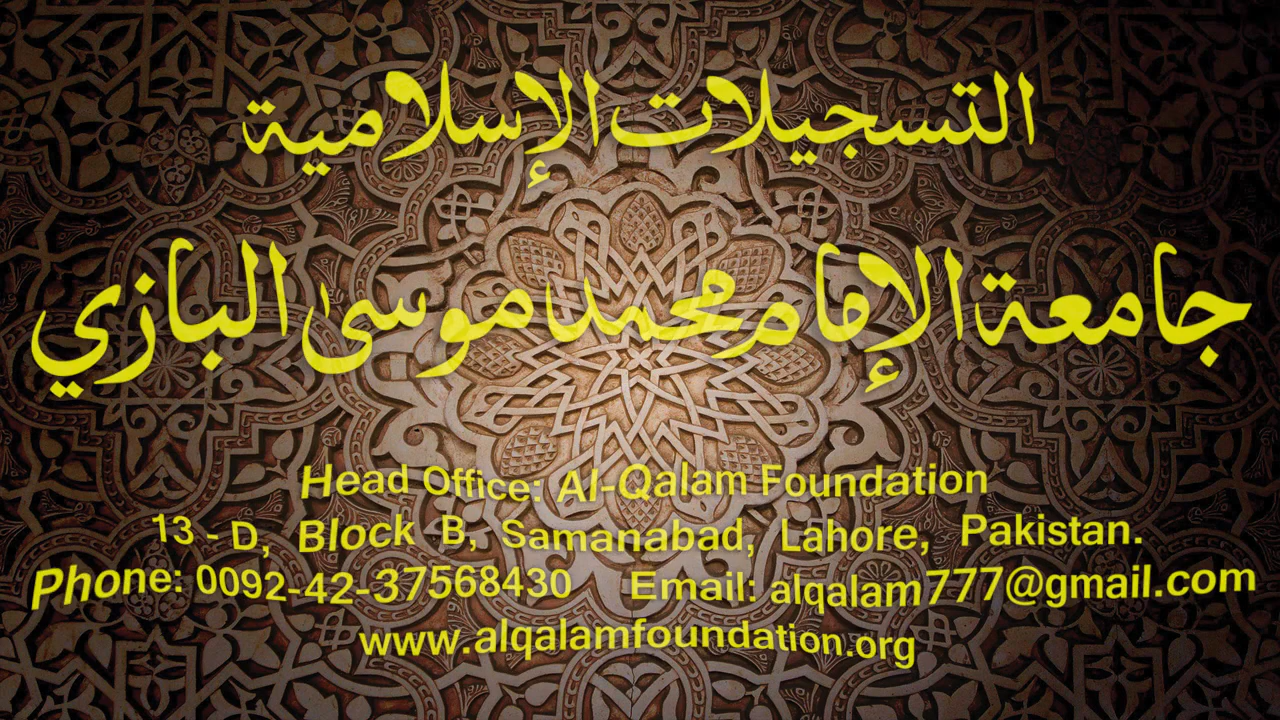 التسجيلات الإسلامية
جامعة الإمام محمد موسى البازي
Head Office: Al-Qalam Foundation
13 - D, Block B, Samanabad, Lahore, Pakistan.
Phone: 0092-42-37568430 Email: alqalam777@gmail.com
www.alqalamfoundation.org